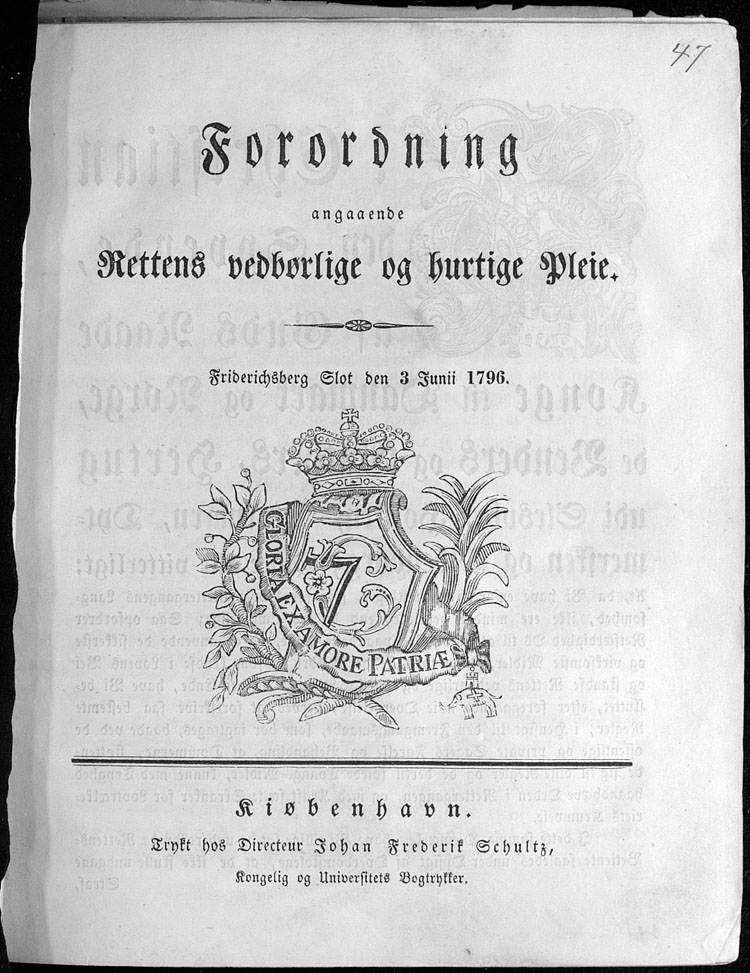 47
Forordning
angaaende
Rettens vedbørlige og hurtige Pleie.
Friderichsberg Slot den 3 Junii 1796.
GLORIA EX AMORE PATRIÆ
7
Kiøbenhavn.
Trykt hos Directeur Johan Frederik Schultz,
Kongelig og Universitets Bogtrykker.